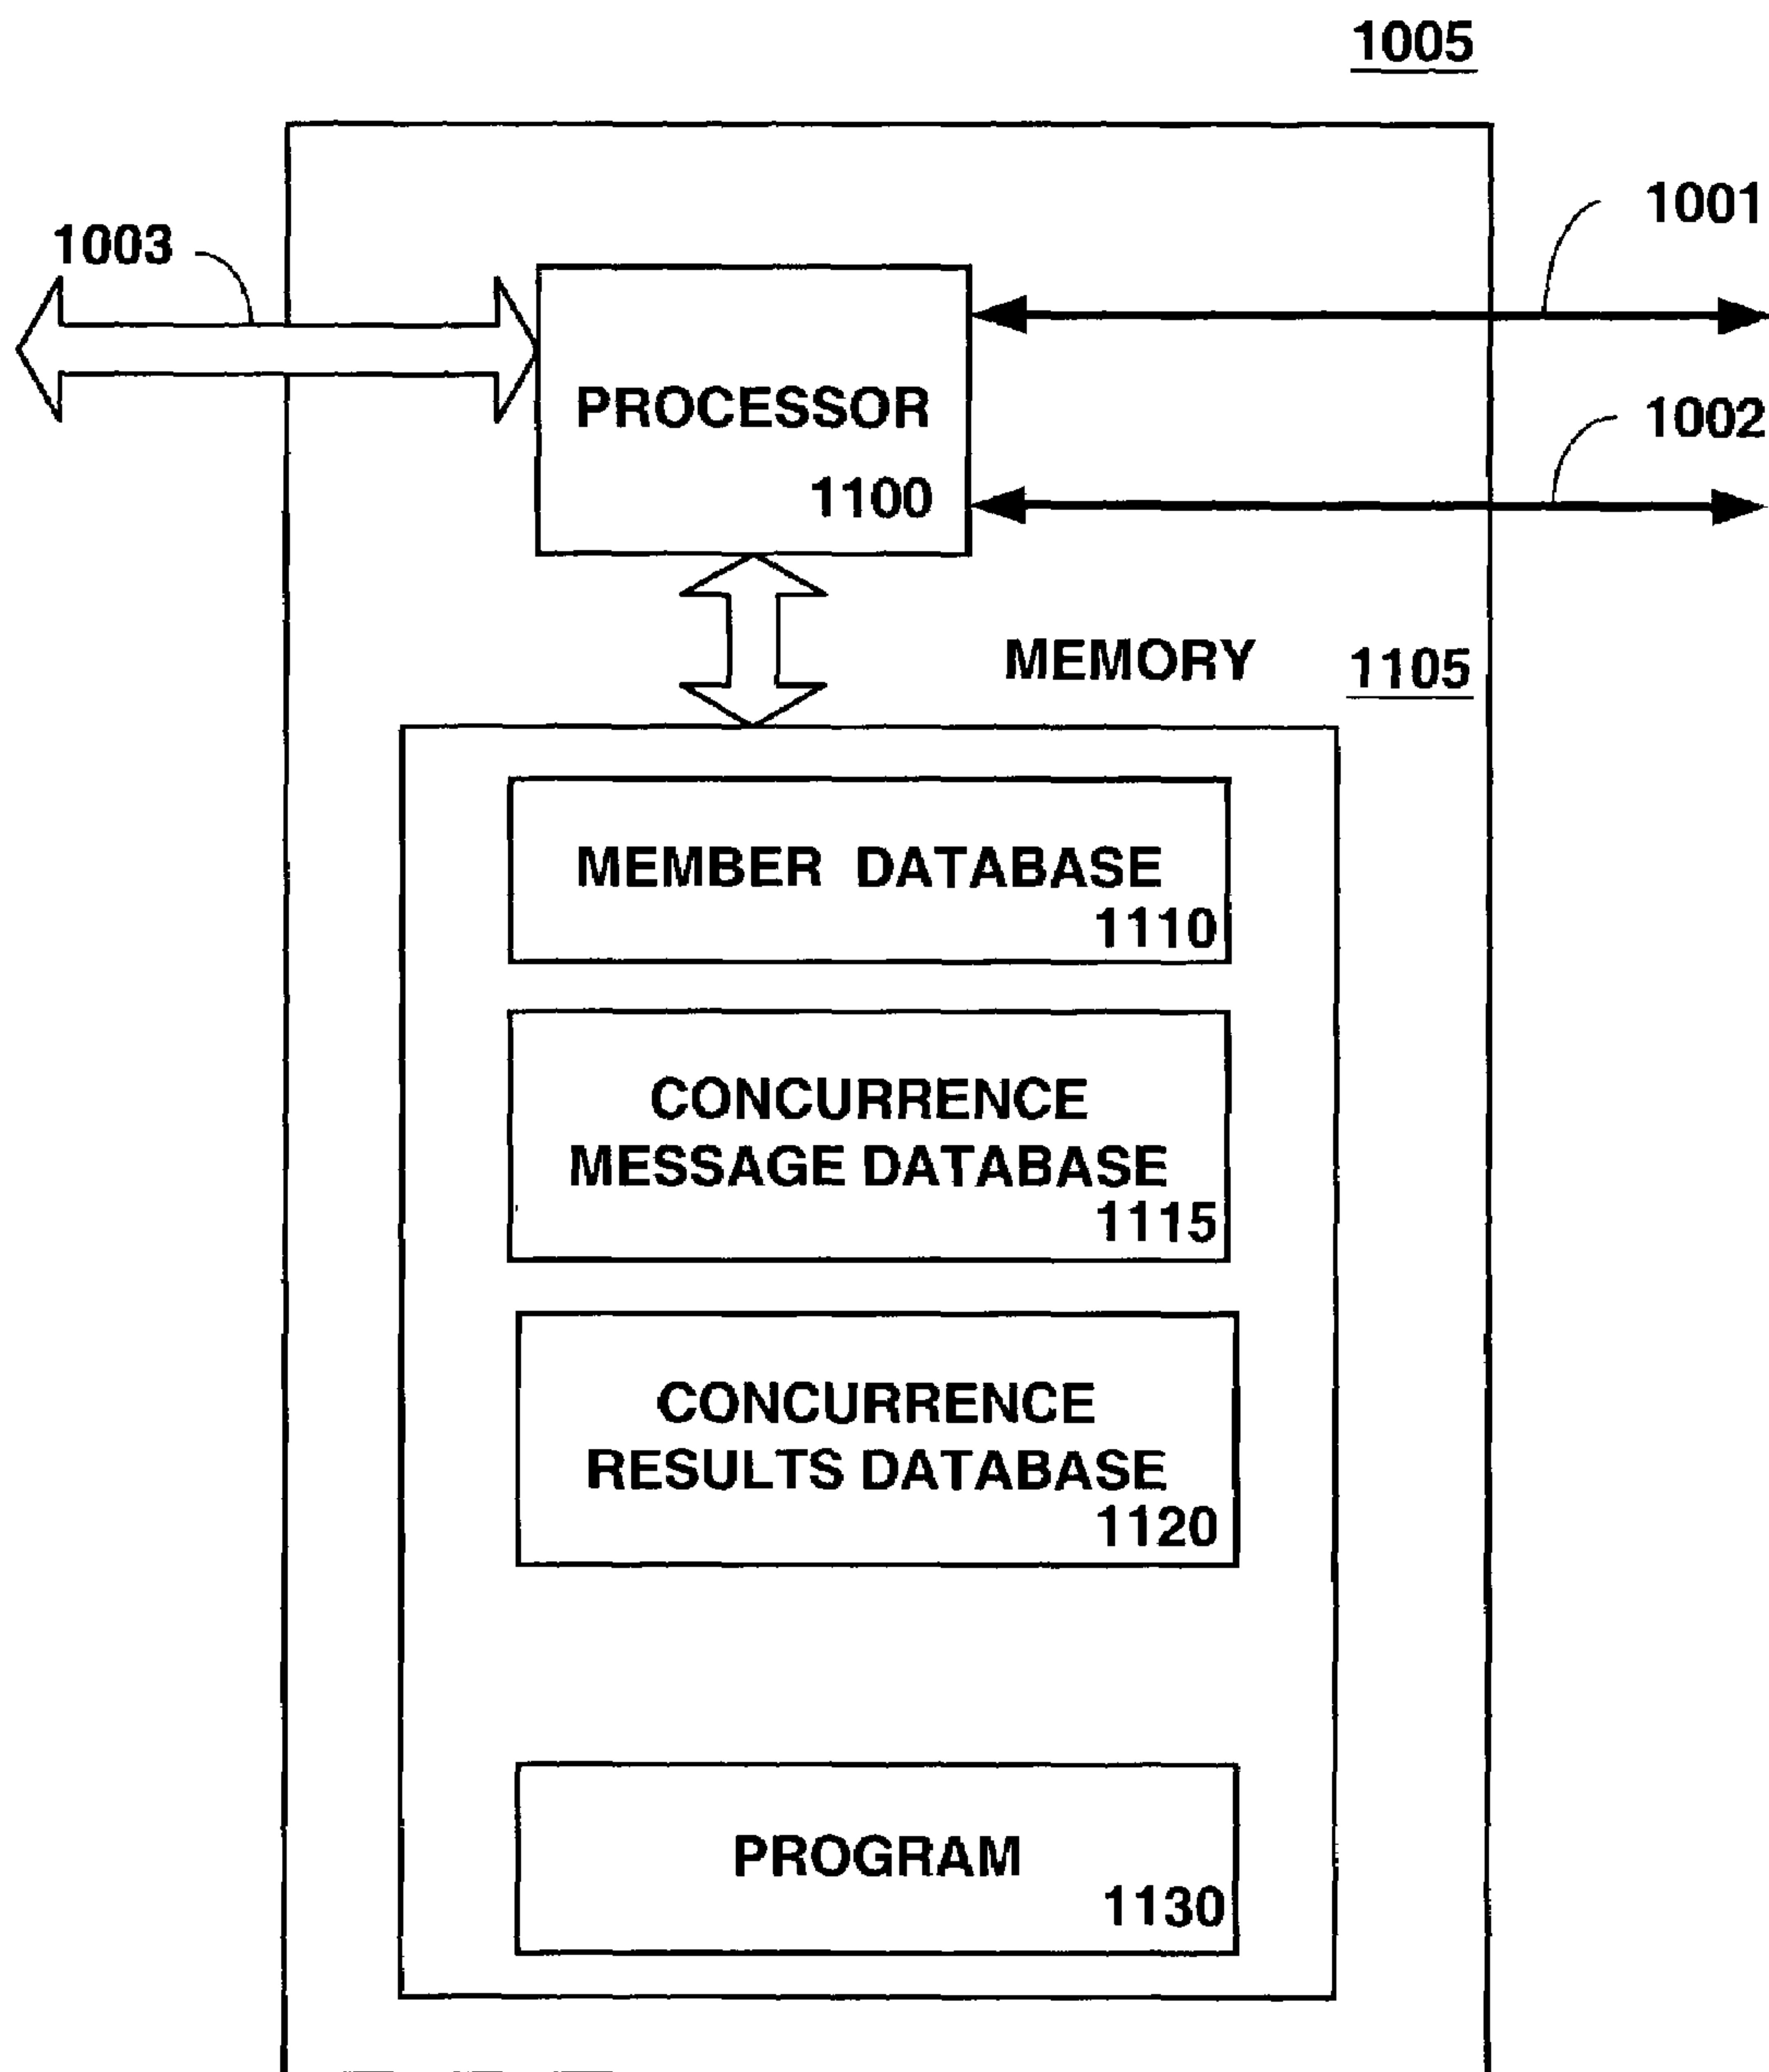 1005
1001
1003
1002
PROCESSOR
1100
MEMORY
1105
MEMBER DATABASE
1110
CONCURRENCE
MESSAGE DATABASE
1115
CONCURRENCE
RESULTS DATABASE
1120
PROGRAM
1130